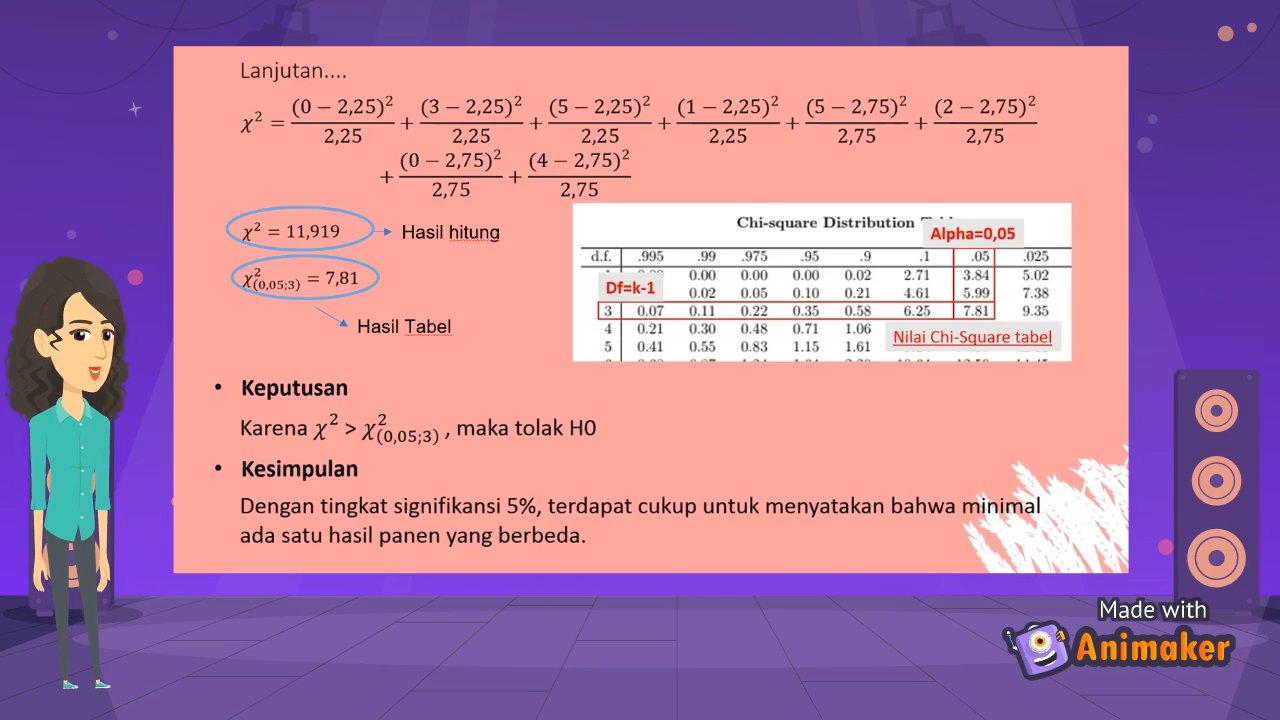 Lanjutan....
χ² = (0 − 2,25)²/2,25 + (3 − 2,25)²/2,25 + (5 − 2,25)²/2,25 + (1 − 2,25)²/2,25 + (5 − 2,75)²/2,75 + (2 − 2,75)²/2,75
+ (0 − 2,75)²/2,75 + (4 − 2,75)²/2,75
χ² = 11,919
Hasil hitung
χ²(0,05;3) = 7,81
Hasil Tabel
Chi-square Distribution
Alpha=0,05
d.f. .995 .99 .975 .95 .9 .1 .05 .025
0.00 0.00 0.00 0.02 2.71 3.84 5.02
Df=k-1
0.02 0.05 0.10 0.21 4.61 5.99 7.38
3 0.07 0.11 0.22 0.35 0.58 6.25 7.81 9.35
4 0.21 0.30 0.48 0.71 1.06
5 0.41 0.55 0.83 1.15 1.61
Nilai Chi-Square tabel
• Keputusan
Karena χ² > χ²(0,05;3) , maka tolak H0
• Kesimpulan
Dengan tingkat signifikansi 5%, terdapat cukup untuk menyatakan bahwa minimal
ada satu hasil panen yang berbeda.
Made with
Animaker